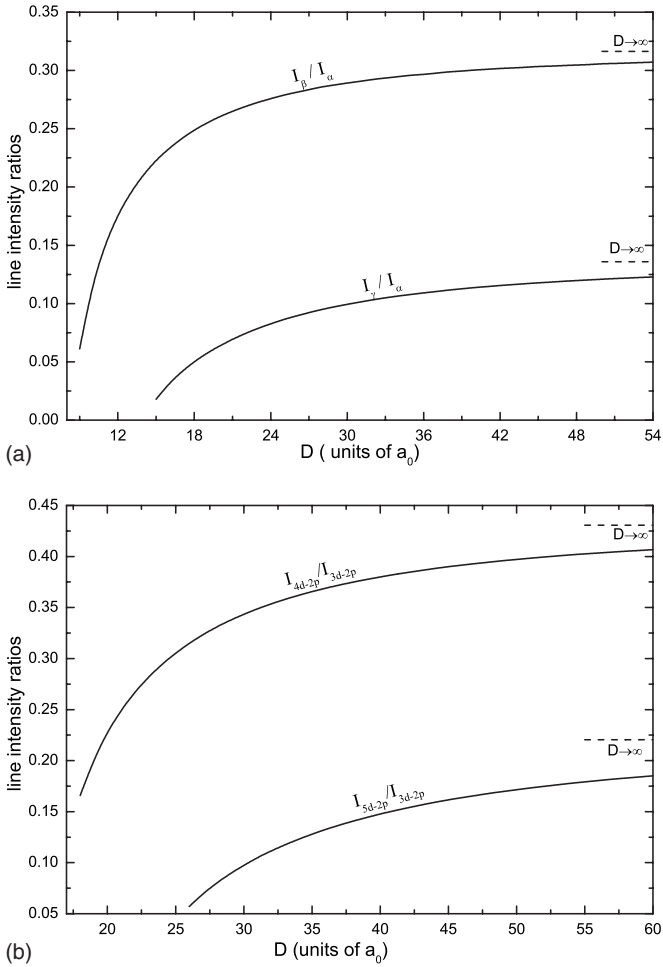 0.35
D→∞
0.30
I_β / I_α
0.25
line intensity ratios
0.20
0.15
D→∞
0.10
I_γ / I_α
0.05
0.00
12 18 24 30 36 42 48 54
(a)
D ( units of a_0)
0.45
D→∞
0.40
I_4d-2p/I_3d-2p
0.35
0.30
line intensity ratios
0.25
0.20
D→∞
0.15
I_5d-2p/I_3d-2p
0.10
0.05
20 25 30 35 40 45 50 55 60
(b)
D (units of a_0)